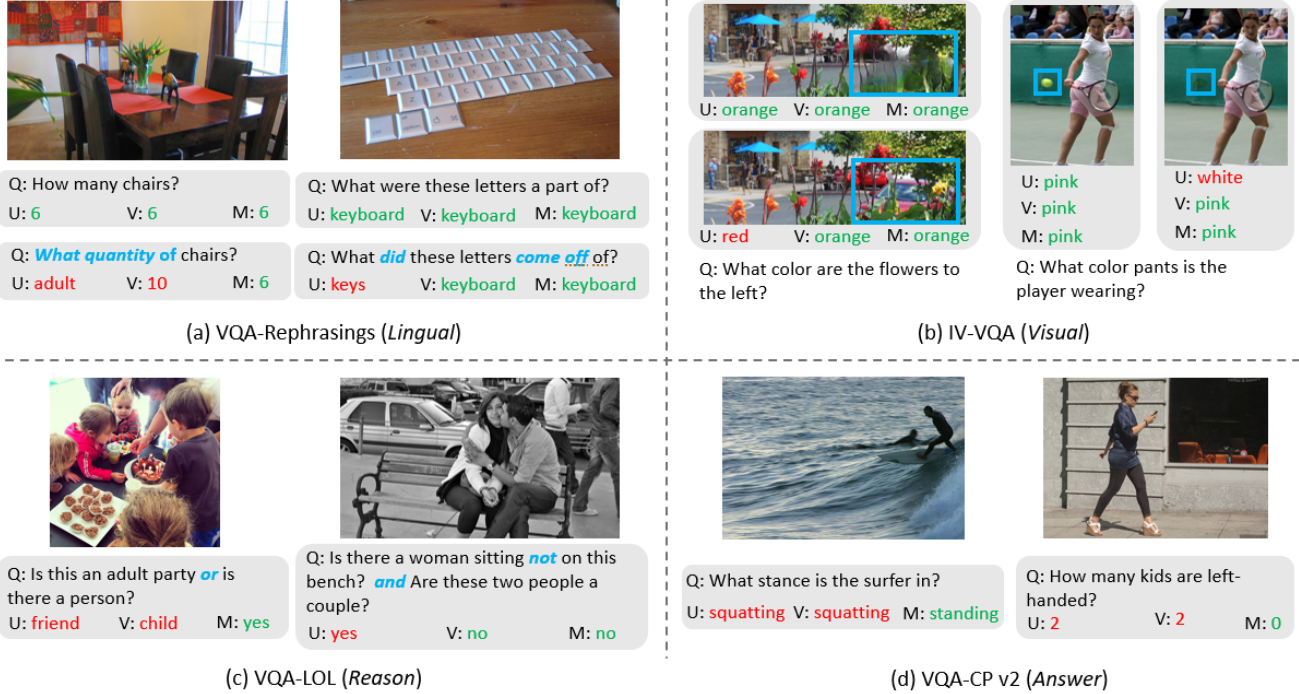 Q: How many chairs?
U: 6 V: 6 M: 6
Q: What quantity of chairs?
U: adult V: 10 M: 6
Q: What were these letters a part of?
U: keyboard V: keyboard M: keyboard
Q: What did these letters come off of?
U: keys V: keyboard M: keyboard
(a) VQA-Rephrasings (Lingual)
U: orange V: orange M: orange
U: red V: orange M: orange
Q: What color are the flowers to
the left?
U: pink
V: pink
M: pink
U: white
V: pink
M: pink
Q: What color pants is the
player wearing?
(b) IV-VQA (Visual)
Q: Is this an adult party or is
there a person?
U: friend V: child M: yes
Q: Is there a woman sitting not on this
bench? and Are these two people a
couple?
U: yes V: no M: no
(c) VQA-LOL (Reason)
Q: What stance is the surfer in?
U: squatting V: squatting M: standing
Q: How many kids are left-
handed?
U: 2 V: 2 M: 0
(d) VQA-CP v2 (Answer)